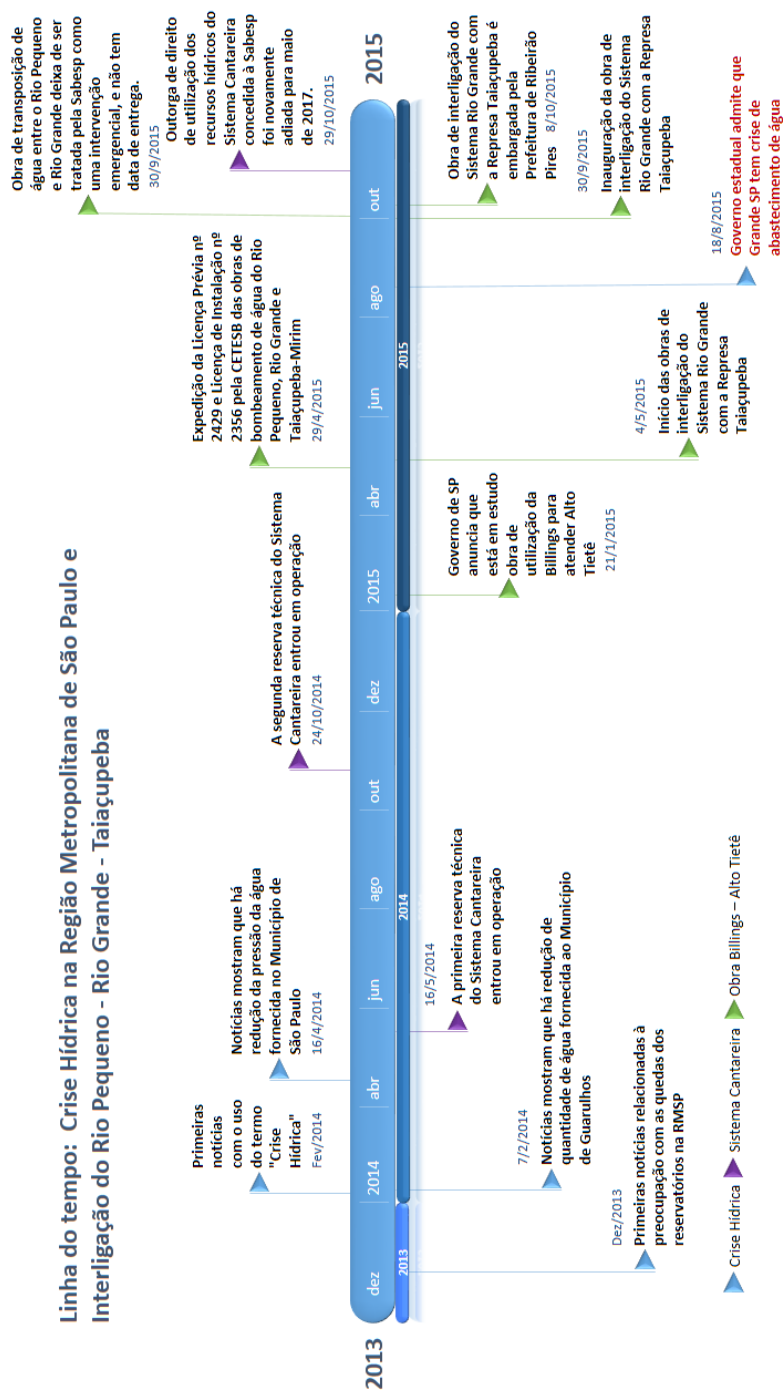 Linha do tempo: Crise Hídrica na Região Metropolitana de São Paulo e
Interligação do Rio Pequeno - Rio Grande - Taiaçupeba
Primeiras
notícias
com o uso
do termo
"Crise
Hídrica"
Fev/2014
Notícias mostram que há
redução da pressão da água
fornecida no Município de
São Paulo
16/4/2014
A segunda reserva técnica do Sistema
Cantareira entrou em operação
24/10/2014
Expedição da Licença Prévia nº
2429 e Licença de Instalação nº
2356 pela CETESB das obras de
bombeamento de água do Rio
Pequeno, Rio Grande e
Taiaçupeba-Mirim
29/4/2015
Obra de transposição de
água entre o Rio Pequeno
e Rio Grande deixa de ser
tratada pela Sabesp como
uma intervenção
emergencial, e não tem
data de entrega.
30/9/2015
Outorga de direito
de utilização dos
recursos hídricos do
Sistema Cantareira
concedida à Sabesp
foi novamente
adiada para maio
de 2017.
29/10/2015
2013
dez
2014
abr
jun
ago
out
dez
2015
abr
jun
ago
out
2015
2013
2014
2015
Dez/2013
Primeiras notícias relacionadas à
preocupação com as quedas dos
reservatórios na RMSP
7/2/2014
Notícias mostram que há redução de
quantidade de água fornecida ao Município
de Guarulhos
16/5/2014
A primeira reserva técnica
do Sistema Cantareira
entrou em operação
Governo de SP
anuncia que
está em estudo
obra de
utilização da
Billings para
atender Alto
Tietê
21/1/2015
4/5/2015
Início das obras de
interligação do
Sistema Rio Grande
com a Represa
Taiaçupeba
18/8/2015
Governo estadual admite que
Grande SP tem crise de
abastecimento de água
Obra de interligação do
Sistema Rio Grande com
a Represa Taiaçupeba é
embargada pela
Prefeitura de Ribeirão
Pires 8/10/2015
30/9/2015
Inauguração da obra de
interligação do Sistema
Rio Grande com a Represa
Taiaçupeba
Crise Hídrica
Sistema Cantareira
Obra Billings – Alto Tietê